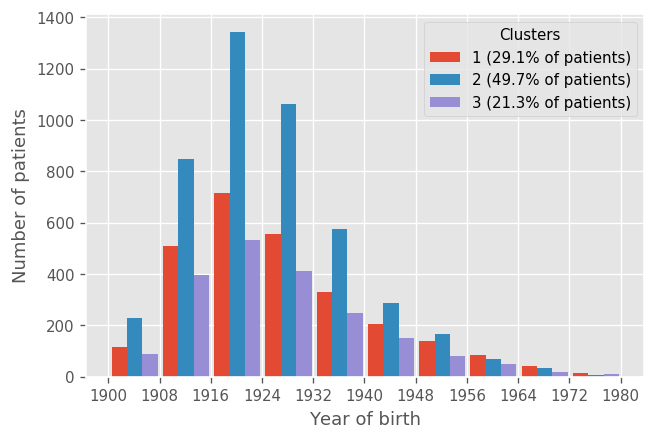 1400
1200
1000
800
600
400
200
0
Number of patients
Clusters
1 (29.1% of patients)
2 (49.7% of patients)
3 (21.3% of patients)
1900 1908 1916 1924 1932 1940 1948 1956 1964 1972 1980
Year of birth